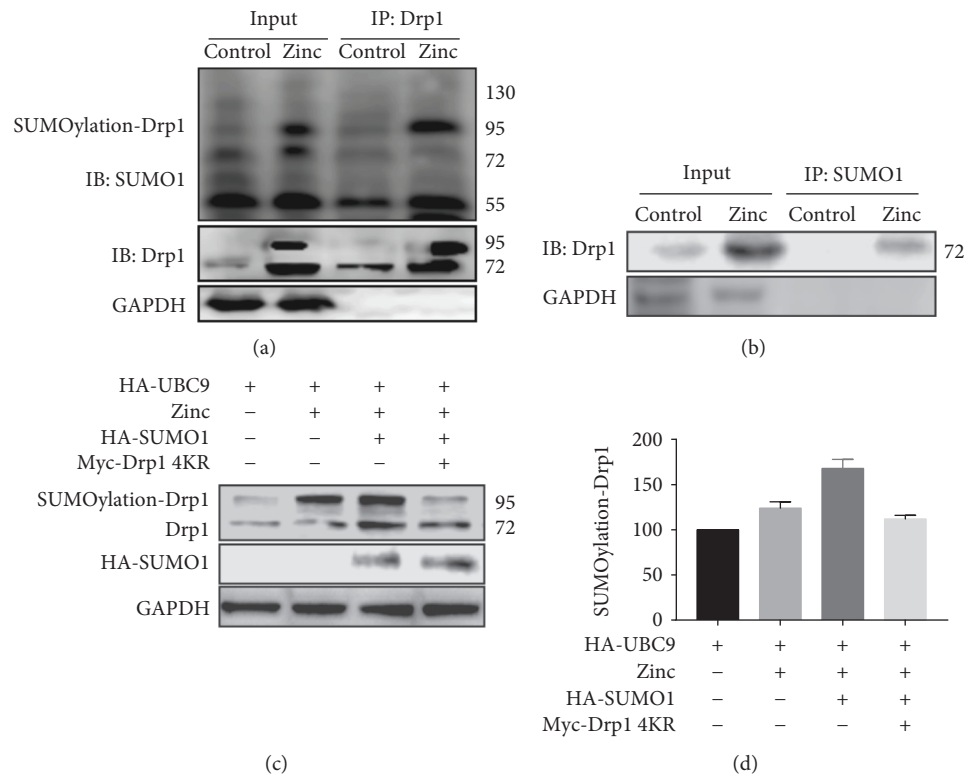 Input IP: Drp1
Control Zinc Control Zinc
130
SUMOylation-Drp1 95
72
IB: SUMO1
55
IB: Drp1 95
72
GAPDH
(a)
Input IP: SUMO1
Control Zinc Control Zinc
IB: Drp1 72
GAPDH
(b)
HA-UBC9 + + + +
Zinc − + + +
HA-SUMO1 − − + +
Myc-Drp1 4KR − − − +
SUMOylation-Drp1 95
Drp1 72
HA-SUMO1
GAPDH
(c)
SUMOylation-Drp1
200
150
100
50
0
HA-UBC9 + + + +
Zinc − + + +
HA-SUMO1 − − + +
Myc-Drp1 4KR − − − +
(d)